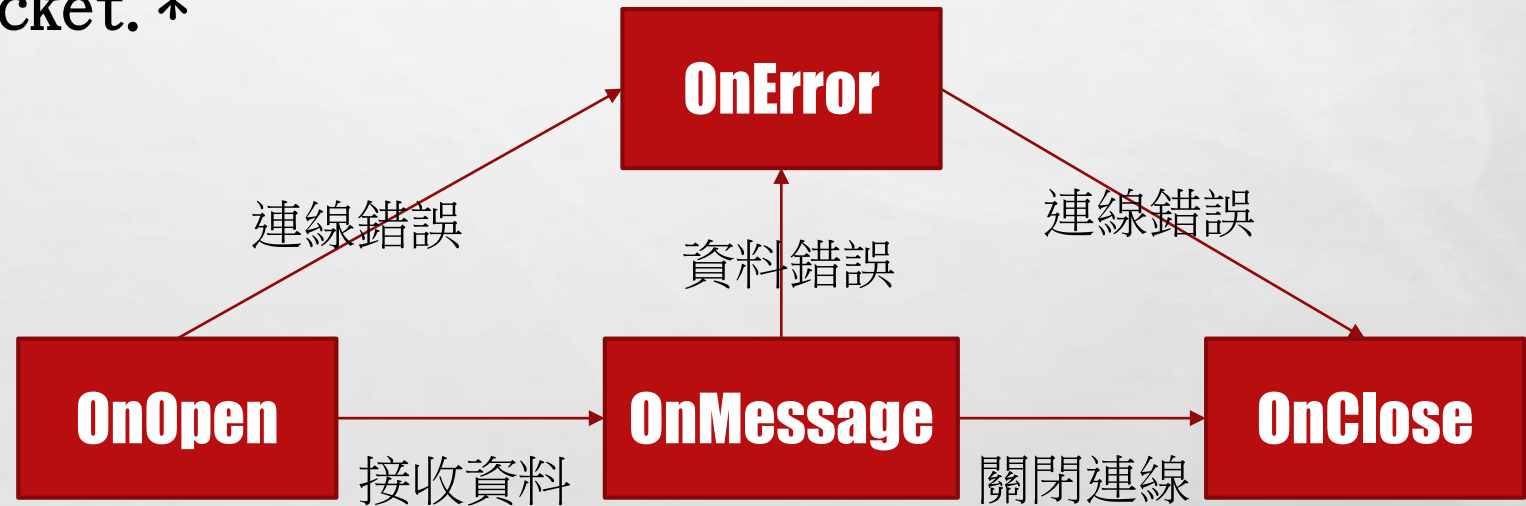 cket.*
OnError
連線錯誤
連線錯誤
資料錯誤
OnOpen
OnMessage
OnClose
接收資料
關閉連線